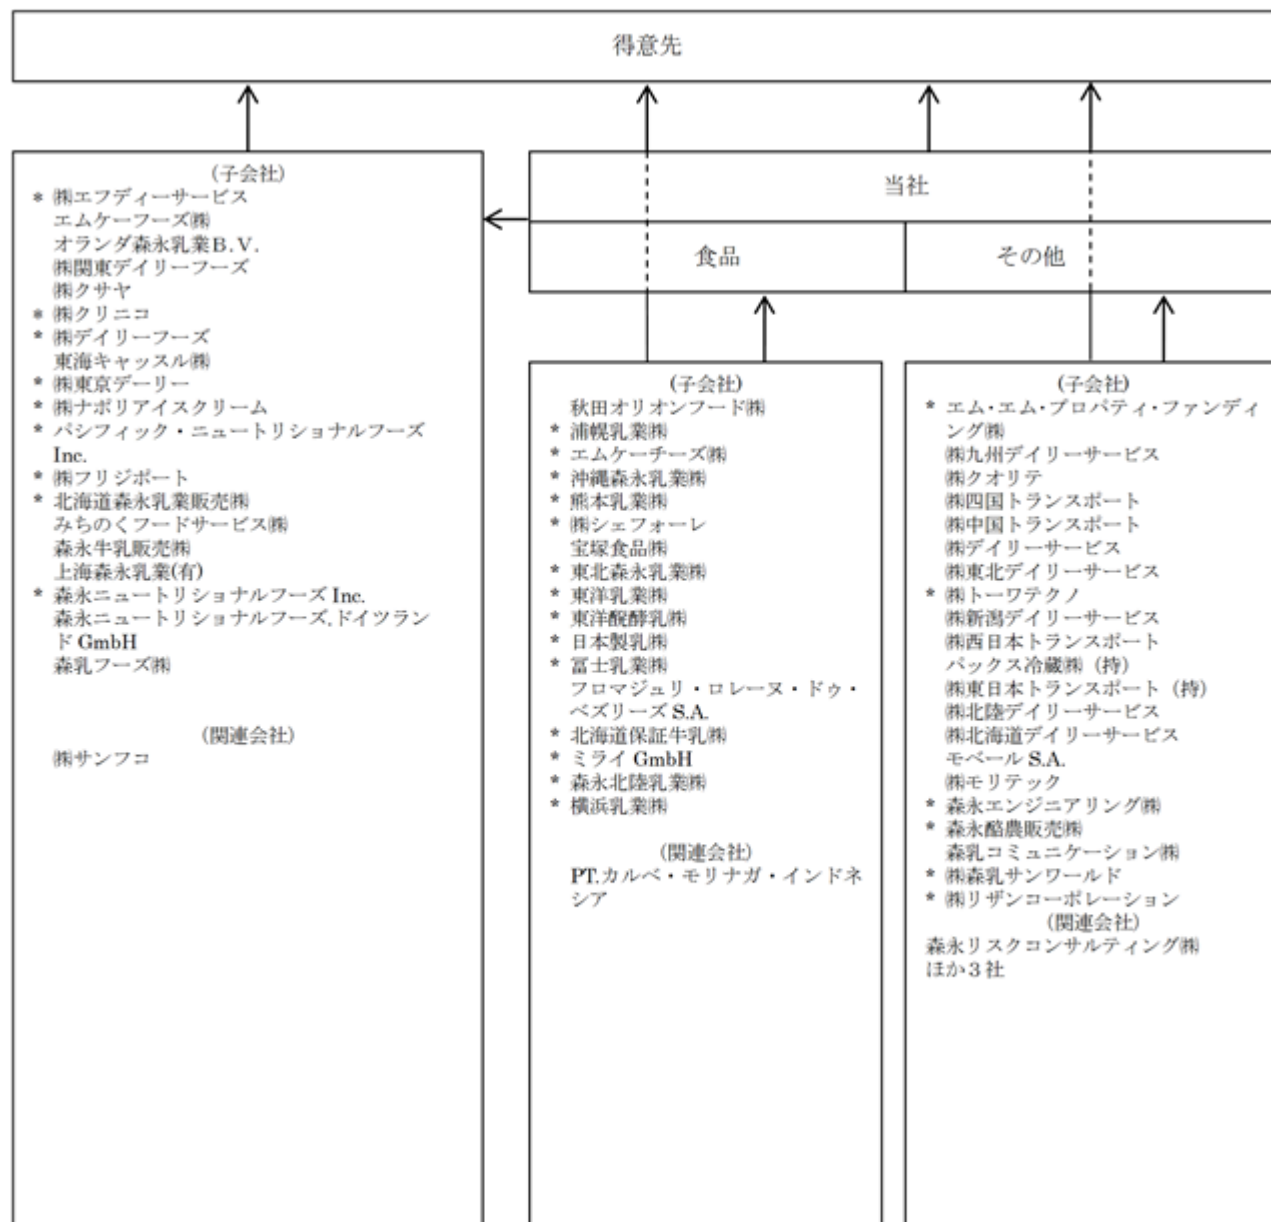 得意先
(子会社)
* ㈱エフディーサービス
エムケーフーズ㈱
オランダ森永乳業B.V.
㈱関東デイリーフーズ
㈱クサヤ
* ㈱クリニコ
* ㈱デイリーフーズ
東海キャッスル㈱
* ㈱東京デーリー
* ㈱ナポリアイスクリーム
* パシフィック・ニュートリショナルフーズ
Inc.
* ㈱フリジポート
* 北海道森永乳業販売㈱
みちのくフードサービス㈱
森永牛乳販売㈱
上海森永乳業(有)
* 森永ニュートリショナルフーズ Inc.
森永ニュートリショナルフーズ.ドイツラン
ド GmbH
森乳フーズ㈱
(関連会社)
㈱サンフコ
当社
食品
その他
(子会社)
秋田オリオンフード㈱
* 浦幌乳業㈱
* エムケーチーズ㈱
* 沖縄森永乳業㈱
* 熊本乳業㈱
* ㈱シェフォーレ
宝塚食品㈱
* 東北森永乳業㈱
* 東洋乳業㈱
* 東洋醗酵乳㈱
* 日本製乳㈱
* 冨士乳業㈱
フロマジュリ・ロレーヌ・ドゥ・
ベズリーズ S.A.
* 北海道保証牛乳㈱
* ミライ GmbH
* 森永北陸乳業㈱
* 横浜乳業㈱
(関連会社)
PT.カルベ・モリナガ・インドネ
シア
(子会社)
* エム・エム・プロパティ・ファンディ
ング㈱
㈱九州デイリーサービス
㈱クオリテ
㈱四国トランスポート
㈱中国トランスポート
㈱デイリーサービス
㈱東北デイリーサービス
* ㈱トーワテクノ
㈱新潟デイリーサービス
㈱西日本トランスポート
パックス冷蔵㈱（持）
㈱東日本トランスポート（持）
㈱北陸デイリーサービス
㈱北海道デイリーサービス
モベール S.A.
㈱モリテック
* 森永エンジニアリング㈱
* 森永酪農販売㈱
森乳コミュニケーション㈱
* ㈱森乳サンワールド
* ㈱リザンコーポレーション
(関連会社)
森永リスクコンサルティング㈱
ほか３社